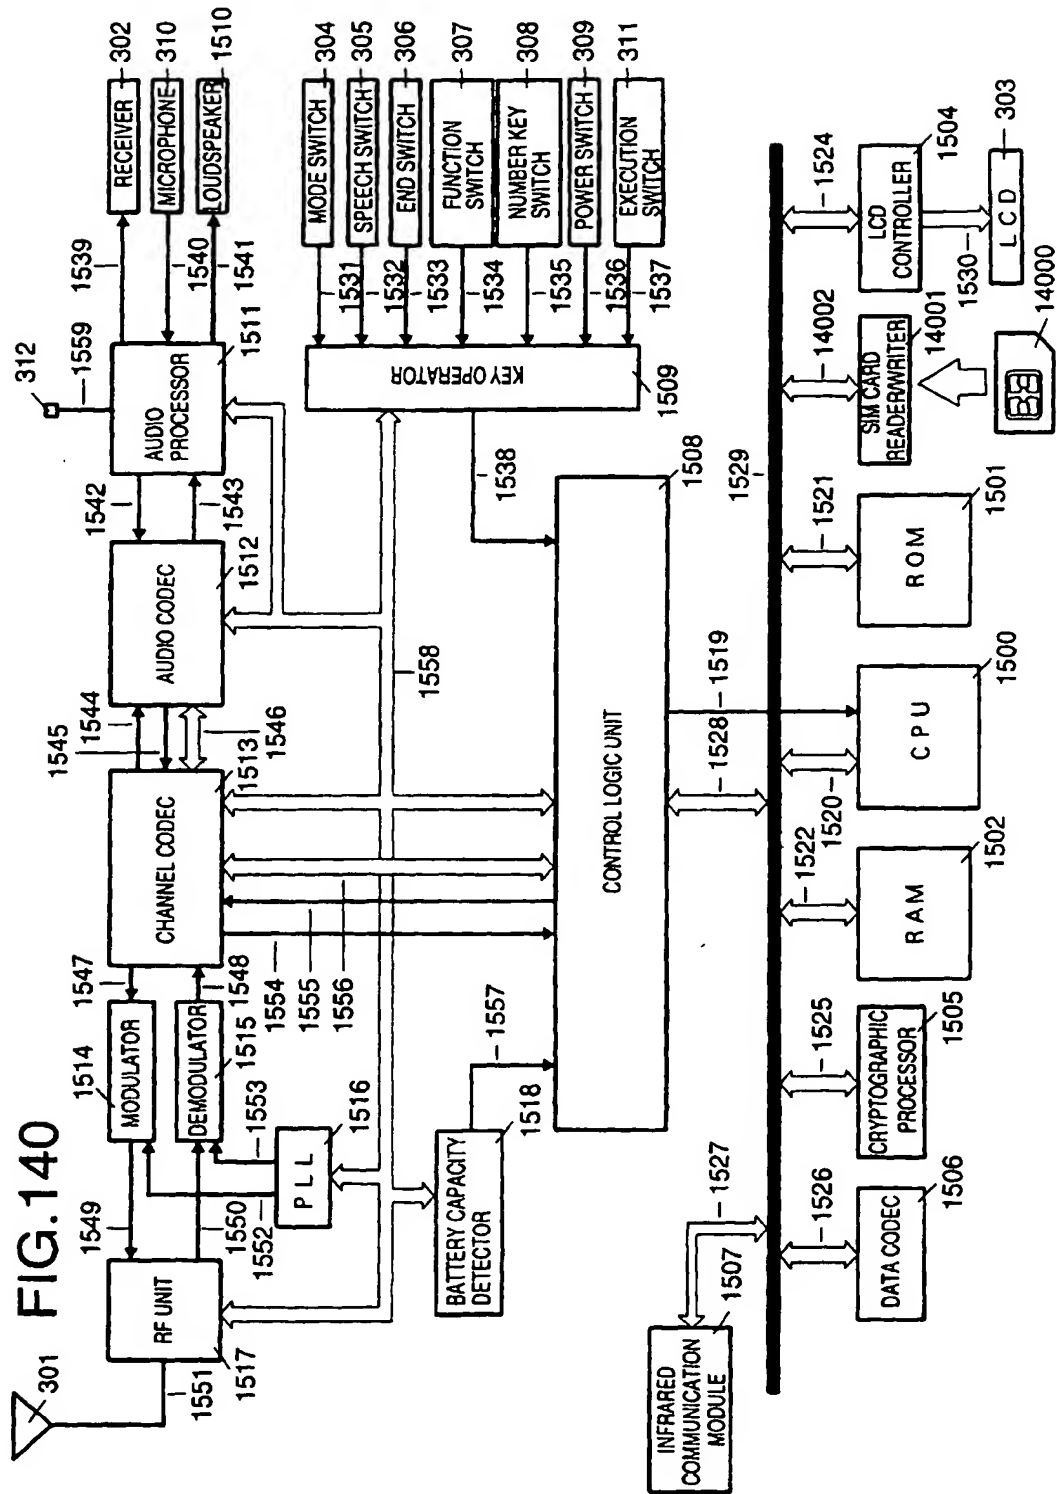 FIG.140
301
1551
RF UNIT
1517
1549
1550
1552
1553
1514
MODULATOR
DEMODULATOR
1515
PLL
1516
1547
1548
CHANNEL CODEC
1513
1554
1555
1556
1545
1544
1546
AUDIO CODEC
1512
1542
1543
312
1559
AUDIO
PROCESSOR
1511
1539
1540
1541
RECEIVER
302
MICROPHONE
310
LOUDSPEAKER
1510
1558
KEY OPERATOR
1509
1538
1531
1532
1533
1534
1535
1536
1537
MODE SWITCH
304
SPEECH SWITCH
305
END SWITCH
306
FUNCTION
SWITCH
307
NUMBER KEY
SWITCH
308
POWER SWITCH
309
EXECUTION
SWITCH
311
BATTERY CAPACITY
DETECTOR
1518
1557
CONTROL LOGIC UNIT
1508
1528
1519
1529
INFRARED
COMMUNICATION
MODULE
1507
1527
1526
DATA CODEC
1506
1525
CRYPTOGRAPHIC
PROCESSOR
1505
1522
RAM
1502
1520
CPU
1500
1521
ROM
1501
14002
SIM CARD
READER/WRITER
14001
14000
1524
LCD
CONTROLLER
1504
1530
LCD
303